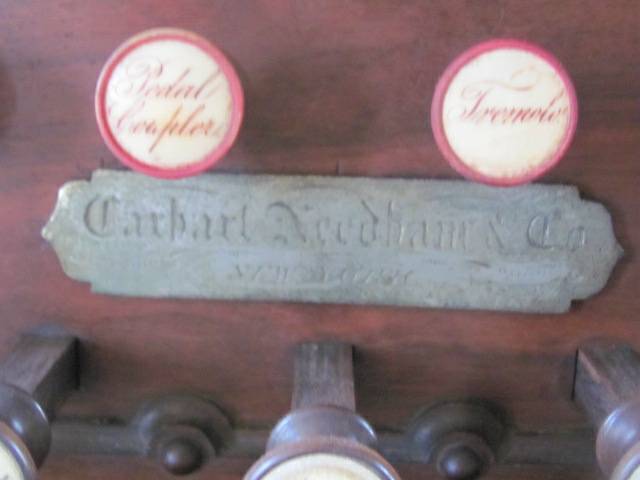 Pedal
Coupler
Tremolo
Carhart Needham & Co
NEW YORK